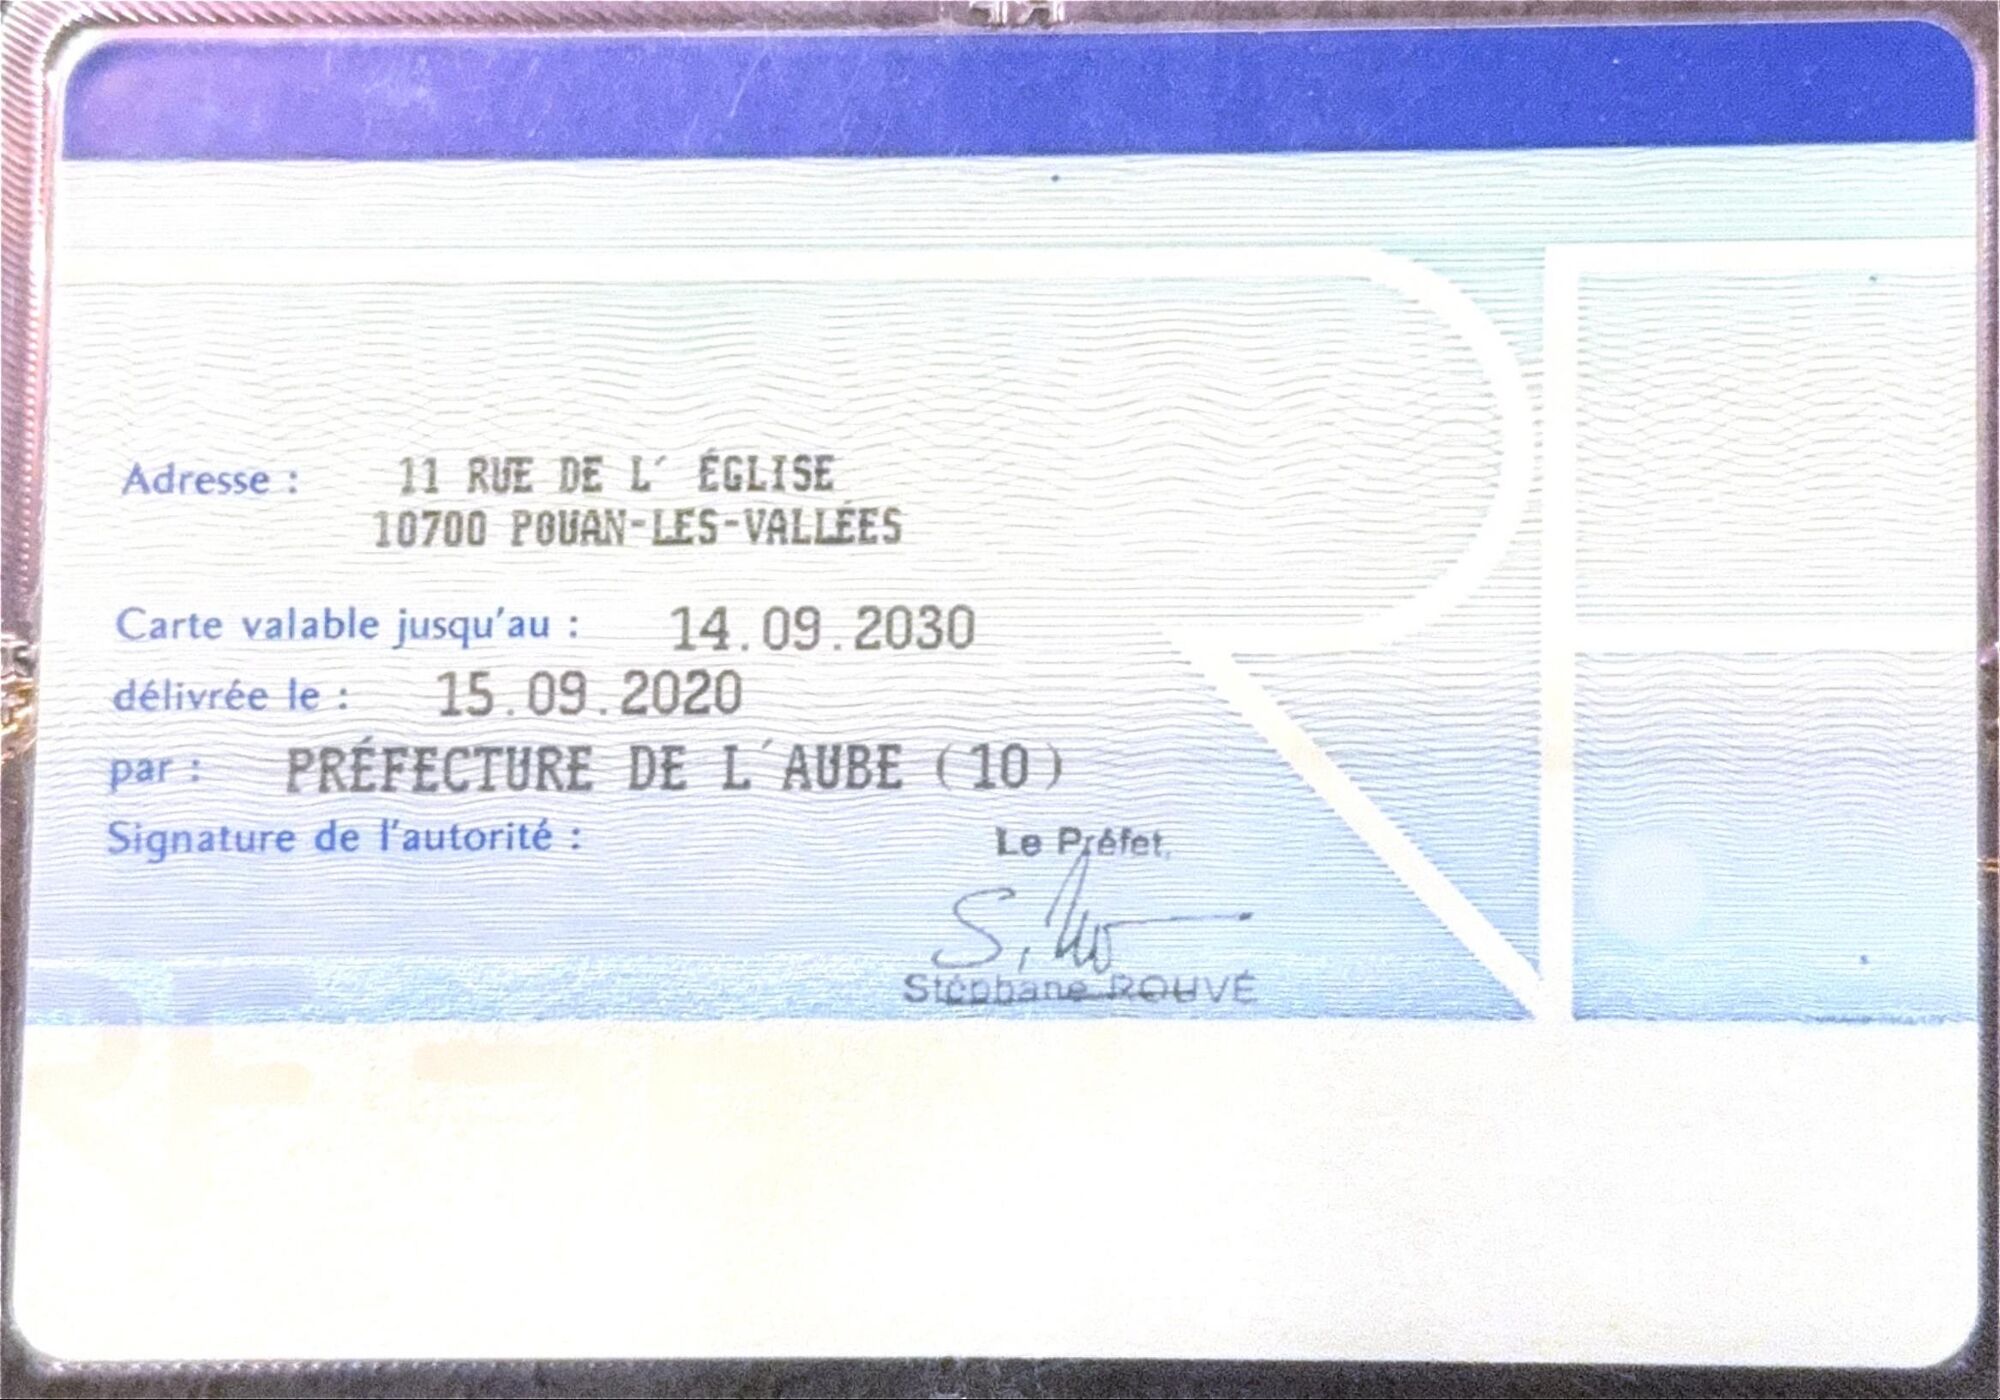 Adresse : 11 RUE DE L´ ÉGLISE
10700 POUAN-LES-VALLÉES
Carte valable jusqu'au : 14.09.2030
délivrée le : 15.09.2020
par : PRÉFECTURE DE L´AUBE (10)
Signature de l'autorité :
Le Préfet,
Stéphane ROUVÉ
RF